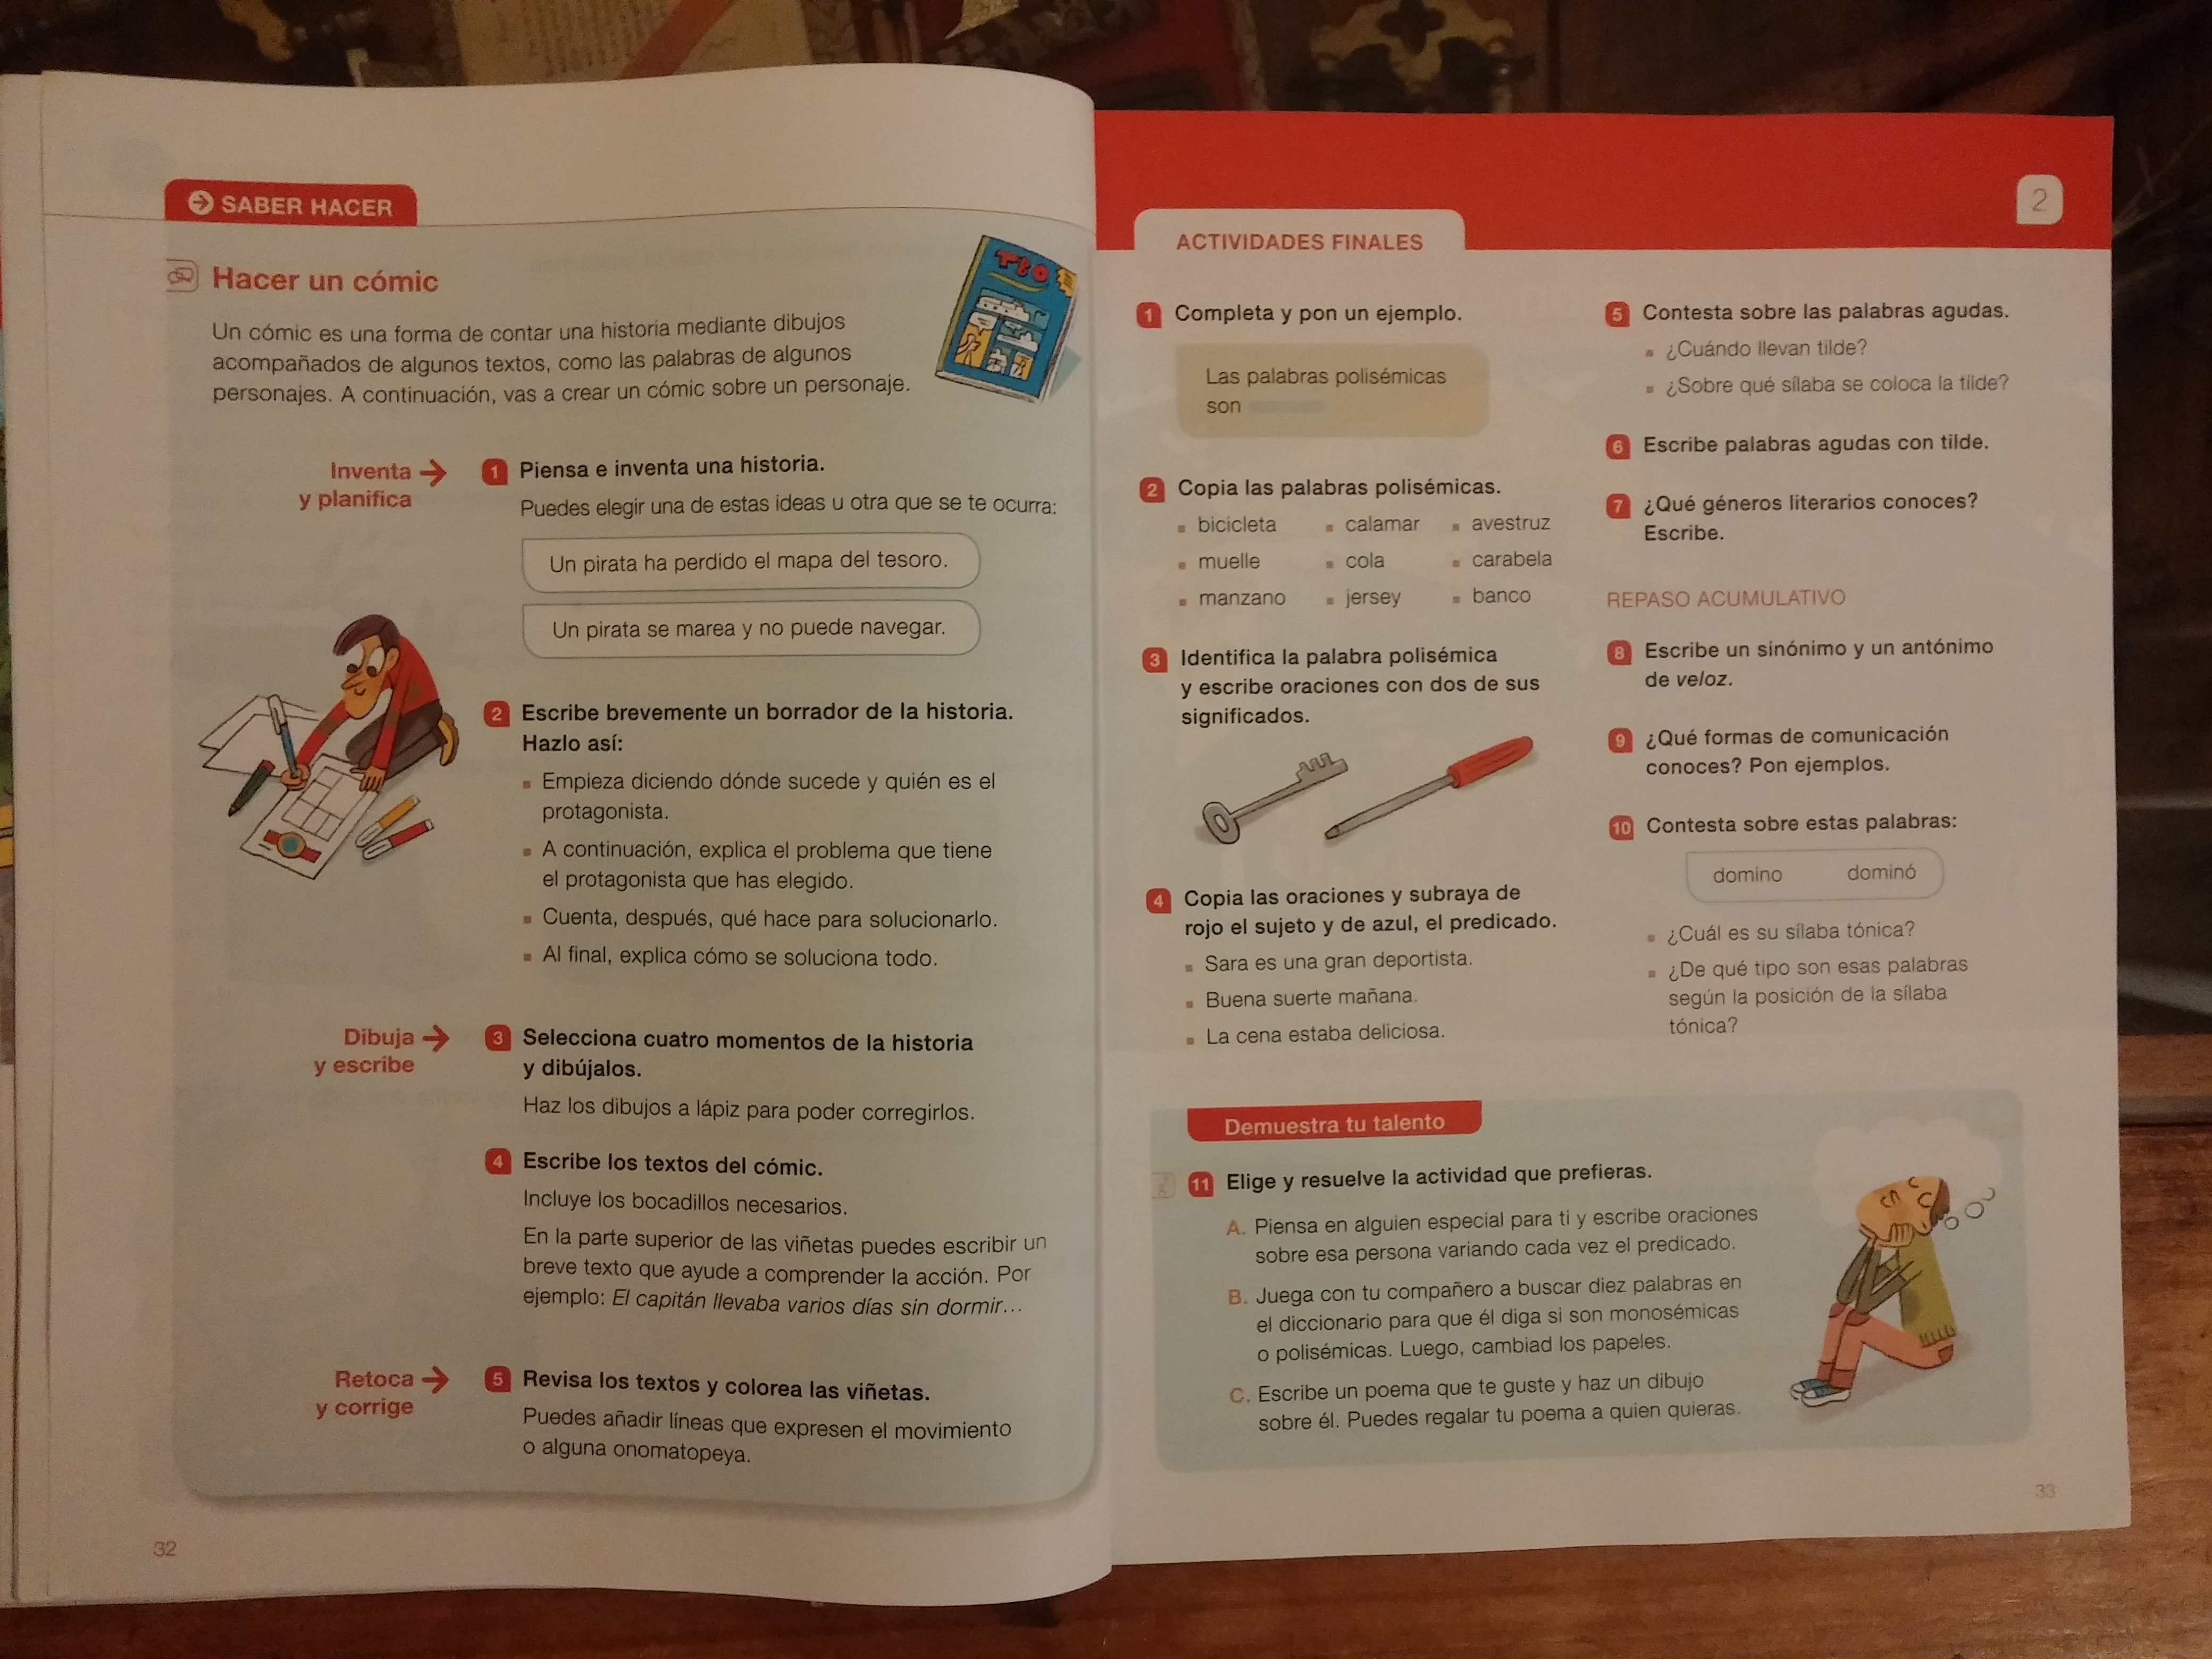 SABER HACER
Hacer un cómic
TBO
Un cómic es una forma de contar una historia mediante dibujos
acompañados de algunos textos, como las palabras de algunos
personajes. A continuación, vas a crear un cómic sobre un personaje.
Inventa
y planifica
1 Piensa e inventa una historia.
Puedes elegir una de estas ideas u otra que se te ocurra:
Un pirata ha perdido el mapa del tesoro.
Un pirata se marea y no puede navegar.
2 Escribe brevemente un borrador de la historia.
Hazlo así:
Empieza diciendo dónde sucede y quién es el
protagonista.
A continuación, explica el problema que tiene
el protagonista que has elegido.
Cuenta, después, qué hace para solucionarlo.
Al final, explica cómo se soluciona todo.
Dibuja
y escribe
3 Selecciona cuatro momentos de la historia
y dibújalos.
Haz los dibujos a lápiz para poder corregirlos.
4 Escribe los textos del cómic.
Incluye los bocadillos necesarios.
En la parte superior de las viñetas puedes escribir un
breve texto que ayude a comprender la acción. Por
ejemplo: El capitán llevaba varios días sin dormir…
Retoca
y corrige
5 Revisa los textos y colorea las viñetas.
Puedes añadir líneas que expresen el movimiento
o alguna onomatopeya.
32
2
ACTIVIDADES FINALES
1 Completa y pon un ejemplo.
Las palabras polisémicas
son
2 Copia las palabras polisémicas.
bicicleta calamar avestruz
muelle cola carabela
manzano jersey banco
3 Identifica la palabra polisémica
y escribe oraciones con dos de sus
significados.
4 Copia las oraciones y subraya de
rojo el sujeto y de azul, el predicado.
Sara es una gran deportista.
Buena suerte mañana.
La cena estaba deliciosa.
5 Contesta sobre las palabras agudas.
¿Cuándo llevan tilde?
¿Sobre qué sílaba se coloca la tilde?
6 Escribe palabras agudas con tilde.
7 ¿Qué géneros literarios conoces?
Escribe.
REPASO ACUMULATIVO
8 Escribe un sinónimo y un antónimo
de veloz.
9 ¿Qué formas de comunicación
conoces? Pon ejemplos.
10 Contesta sobre estas palabras:
domino dominó
¿Cuál es su sílaba tónica?
¿De qué tipo son esas palabras
según la posición de la sílaba
tónica?
Demuestra tu talento
11 Elige y resuelve la actividad que prefieras.
A. Piensa en alguien especial para ti y escribe oraciones
sobre esa persona variando cada vez el predicado.
B. Juega con tu compañero a buscar diez palabras en
el diccionario para que él diga si son monosémicas
o polisémicas. Luego, cambiad los papeles.
C. Escribe un poema que te guste y haz un dibujo
sobre él. Puedes regalar tu poema a quien quieras.
33